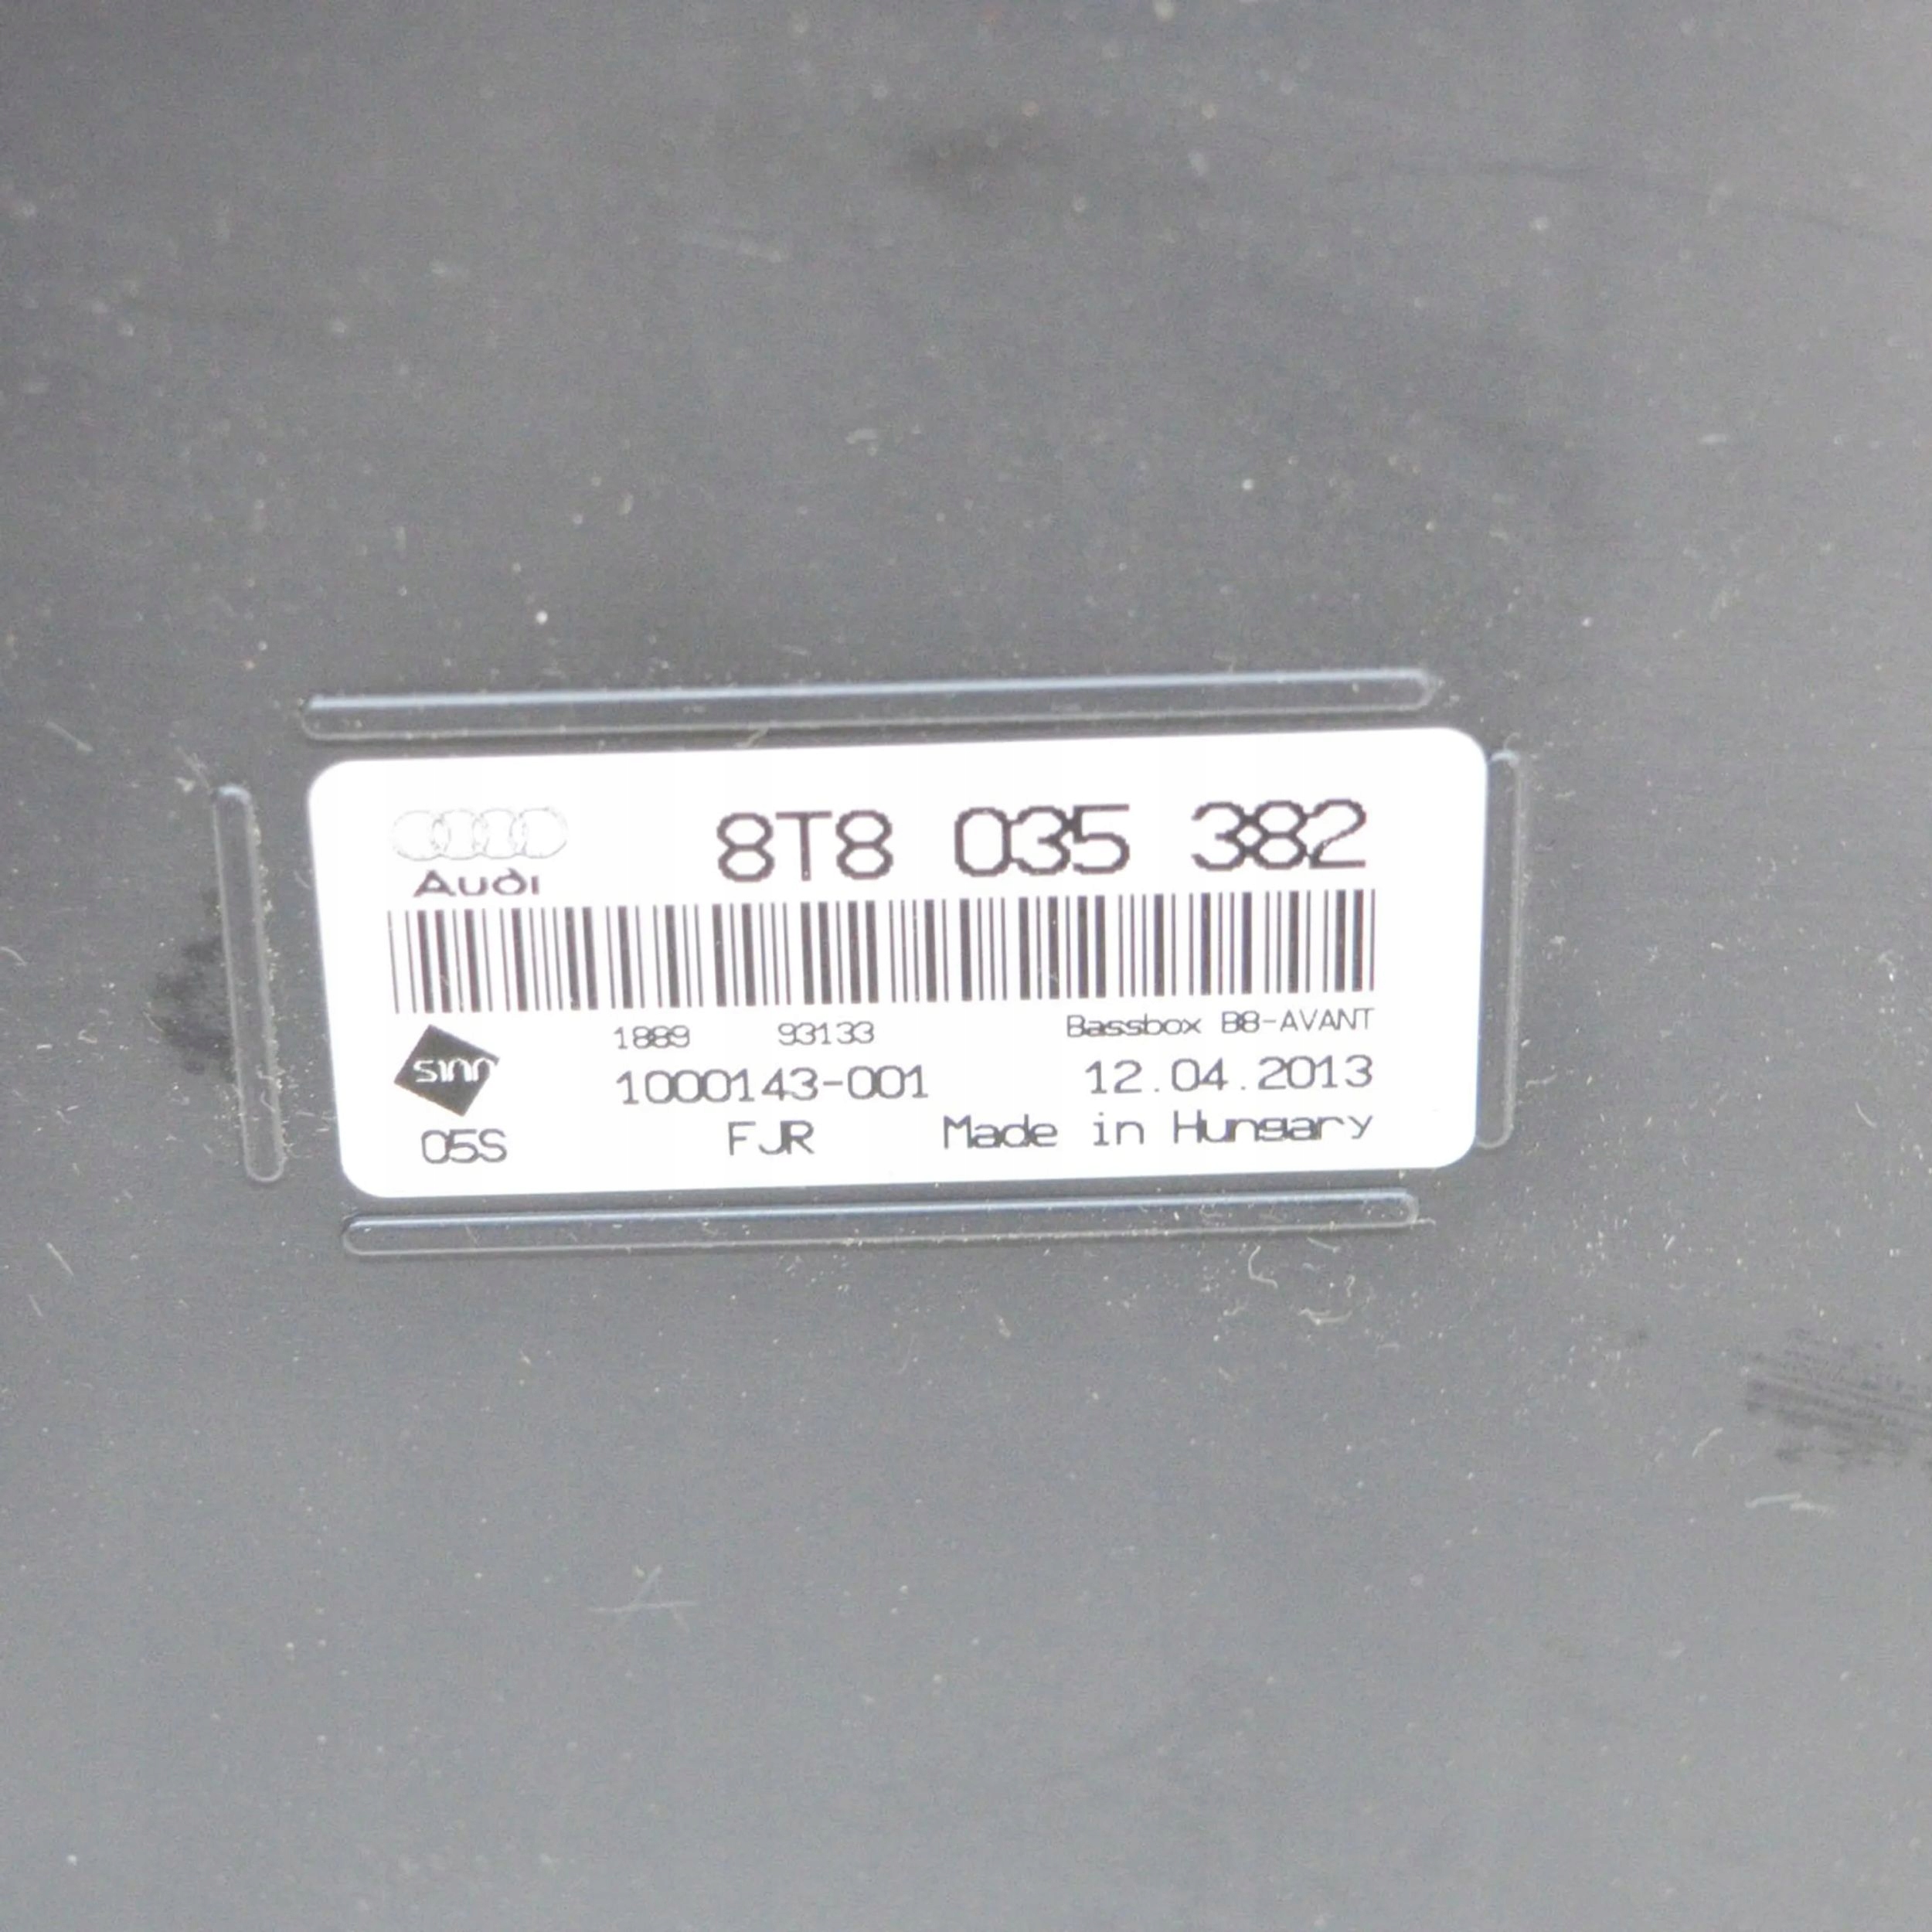 Audi
8T8 035 382
1889 93133 Bassbox B8-AVANT
sınn
1000143-001 12.04.2013
05S FJR Made in Hungary